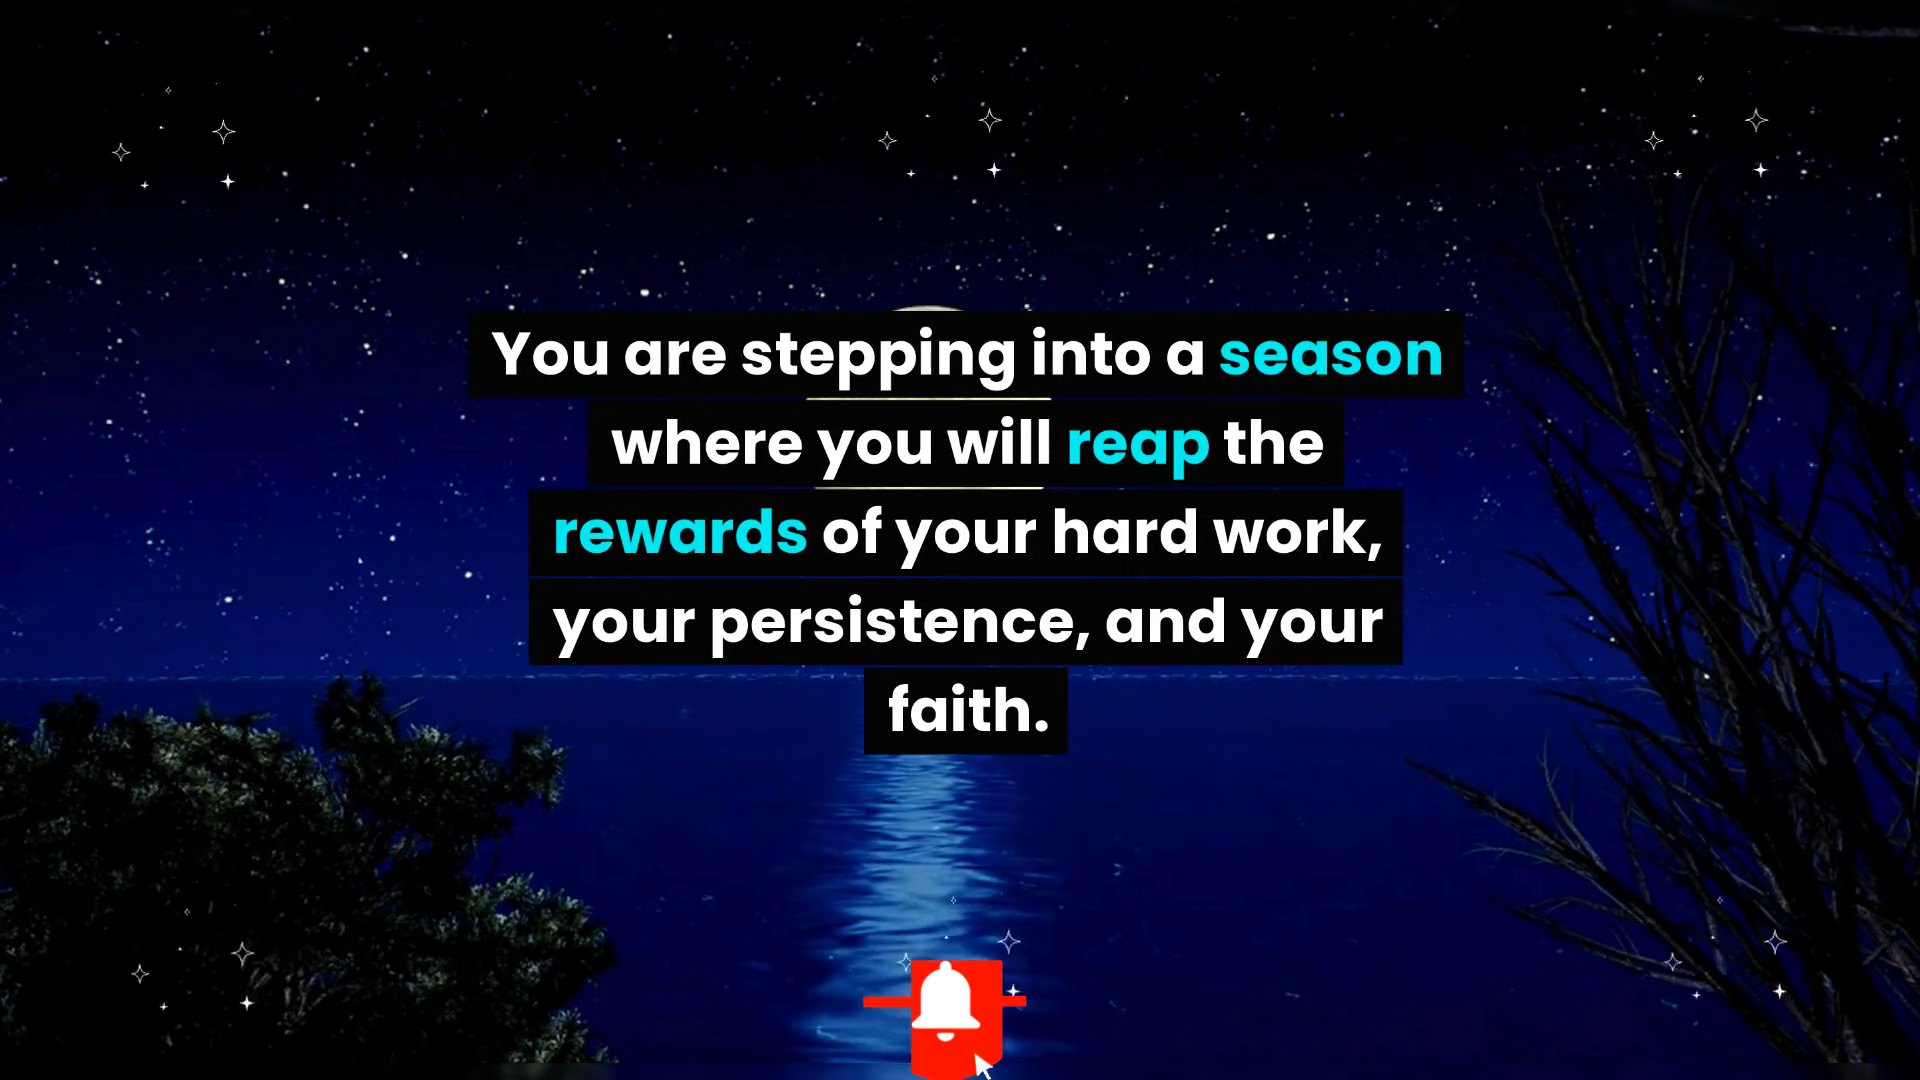 You are stepping into a season
where you will reap the
rewards of your hard work,
your persistence, and your
faith.